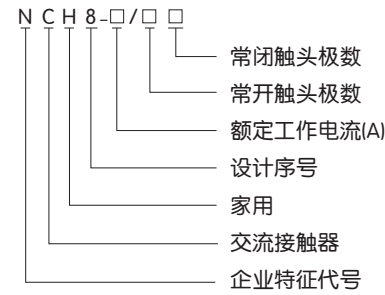 NCH8-□/□ □
常闭触头极数
常开触头极数
额定工作电流(A)
设计序号
家用
交流接触器
企业特征代号